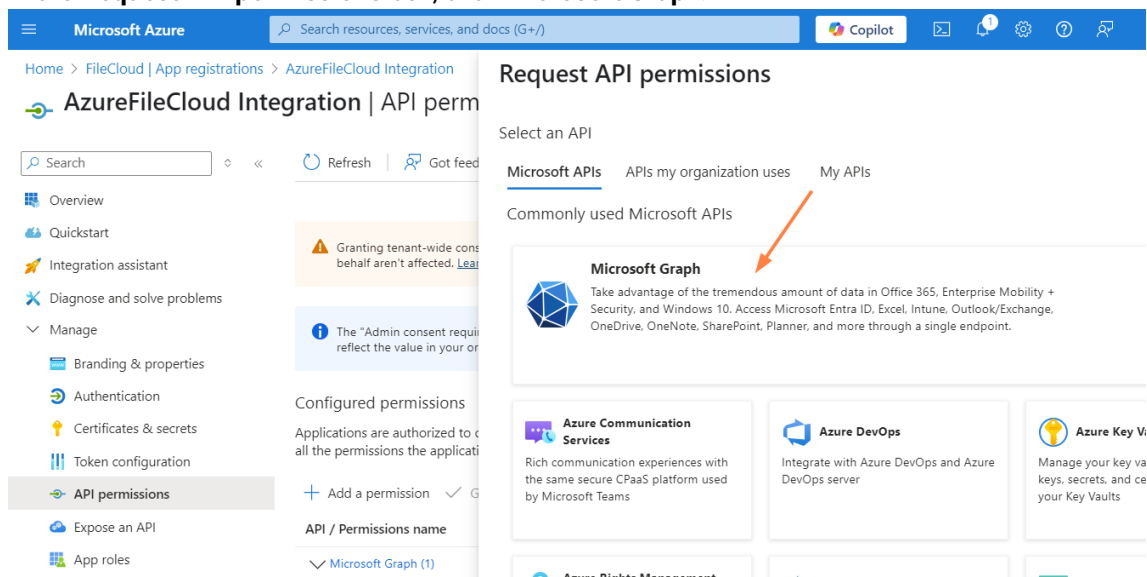 Microsoft Azure
Search resources, services, and docs (G+/)
Copilot
1
Home > FileCloud | App registrations > AzureFileCloud Integration
AzureFileCloud Integration | API perm
Search
Overview
Quickstart
Integration assistant
Diagnose and solve problems
Manage
Branding & properties
Authentication
Certificates & secrets
Token configuration
API permissions
Expose an API
App roles
Refresh
Got feed
Granting tenant-wide cons
behalf aren't affected. Lear
The "Admin consent requi
reflect the value in your or
Configured permissions
Applications are authorized to c
all the permissions the applicati
Add a permission
G
API / Permissions name
Microsoft Graph (1)
Request API permissions
Select an API
Microsoft APIs
APIs my organization uses
My APIs
Commonly used Microsoft APIs
Microsoft Graph
Take advantage of the tremendous amount of data in Office 365, Enterprise Mobility +
Security, and Windows 10. Access Microsoft Entra ID, Excel, Intune, Outlook/Exchange,
OneDrive, OneNote, SharePoint, Planner, and more through a single endpoint.
Azure Communication
Services
Rich communication experiences with
the same secure CPaaS platform used
by Microsoft Teams
Azure DevOps
Integrate with Azure DevOps and Azure
DevOps server
Azure Key Va
Manage your key va
keys, secrets, and ce
your Key Vaults
Azure Rights Management